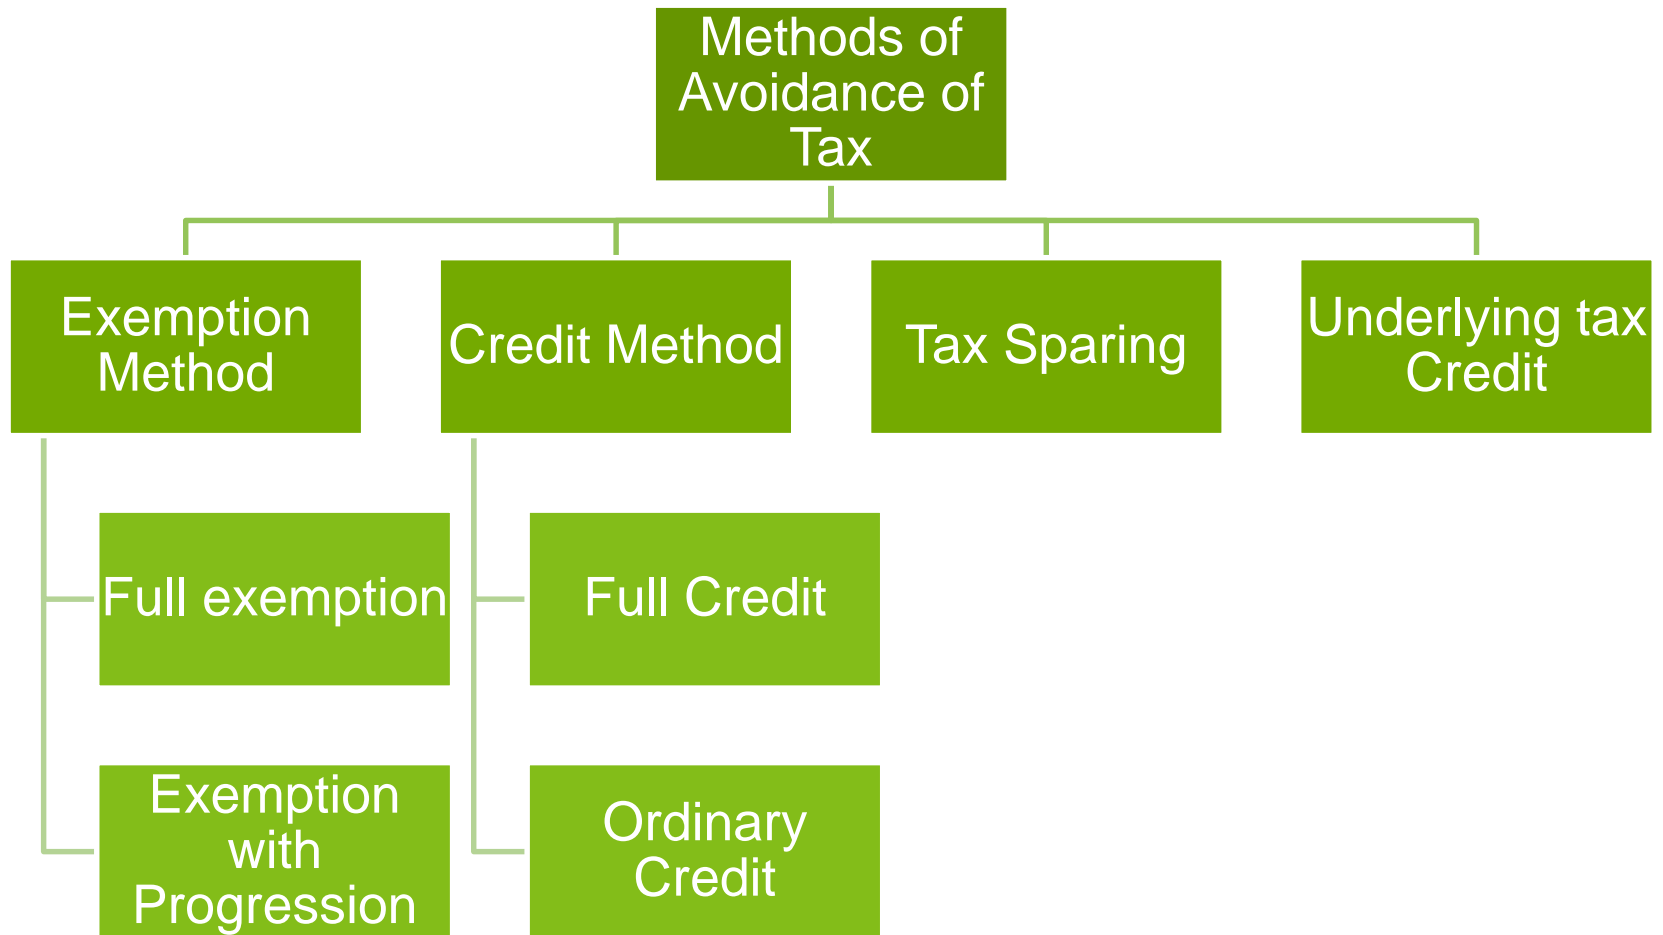 Methods of
Avoidance of
Tax
Exemption
Method
Credit Method
Tax Sparing
Underlying tax
Credit
Full exemption
Full Credit
Exemption
with
Progression
Ordinary
Credit